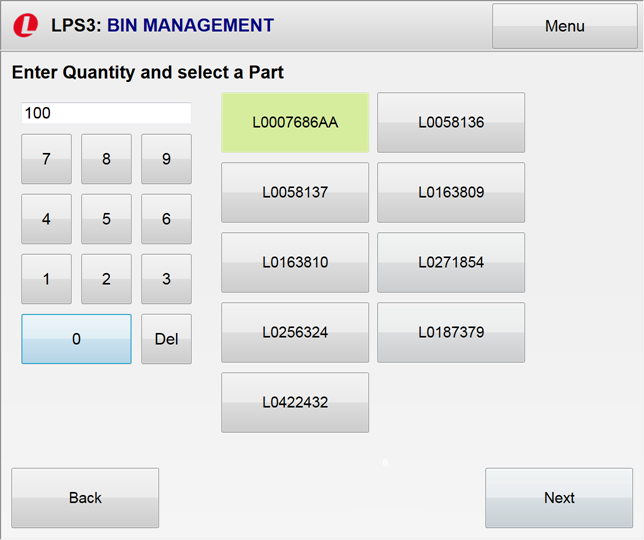 L LPS3: BIN MANAGEMENT Menu
Enter Quantity and select a Part
100
7 8 9
4 5 6
1 2 3
0 Del
L0007686AA L0058136
L0058137 L0163809
L0163810 L0271854
L0256324 L0187379
L0422432
Back Next